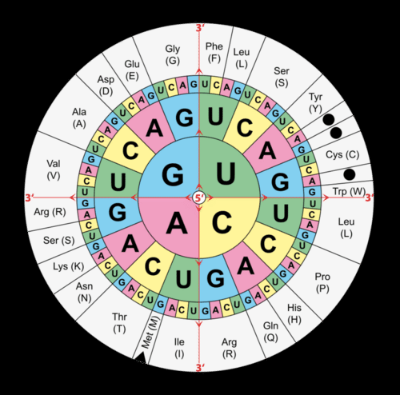 3'
Phe
(F)
Leu
(L)
Ser
(S)
Tyr
(Y)
Cys (C)
Trp (W)
3'
Leu
(L)
Pro
(P)
His
(H)
Gln
(Q)
Arg
(R)
3'
Ile
(I)
Met (M)
Thr
(T)
Asn
(N)
Lys (K)
Ser (S)
Arg (R)
3'
Val
(V)
Ala
(A)
Asp
(D)
Glu
(E)
Gly
(G)
U C A G U C A G U C A G U C A G
U C A G U C A G U C A G U C A G
U C A G U C A G U C A G U C A G
U C A G U C A G U C A G U C A G
U C A G
U C A G
U C A G
U C A G
G U
5'
A C